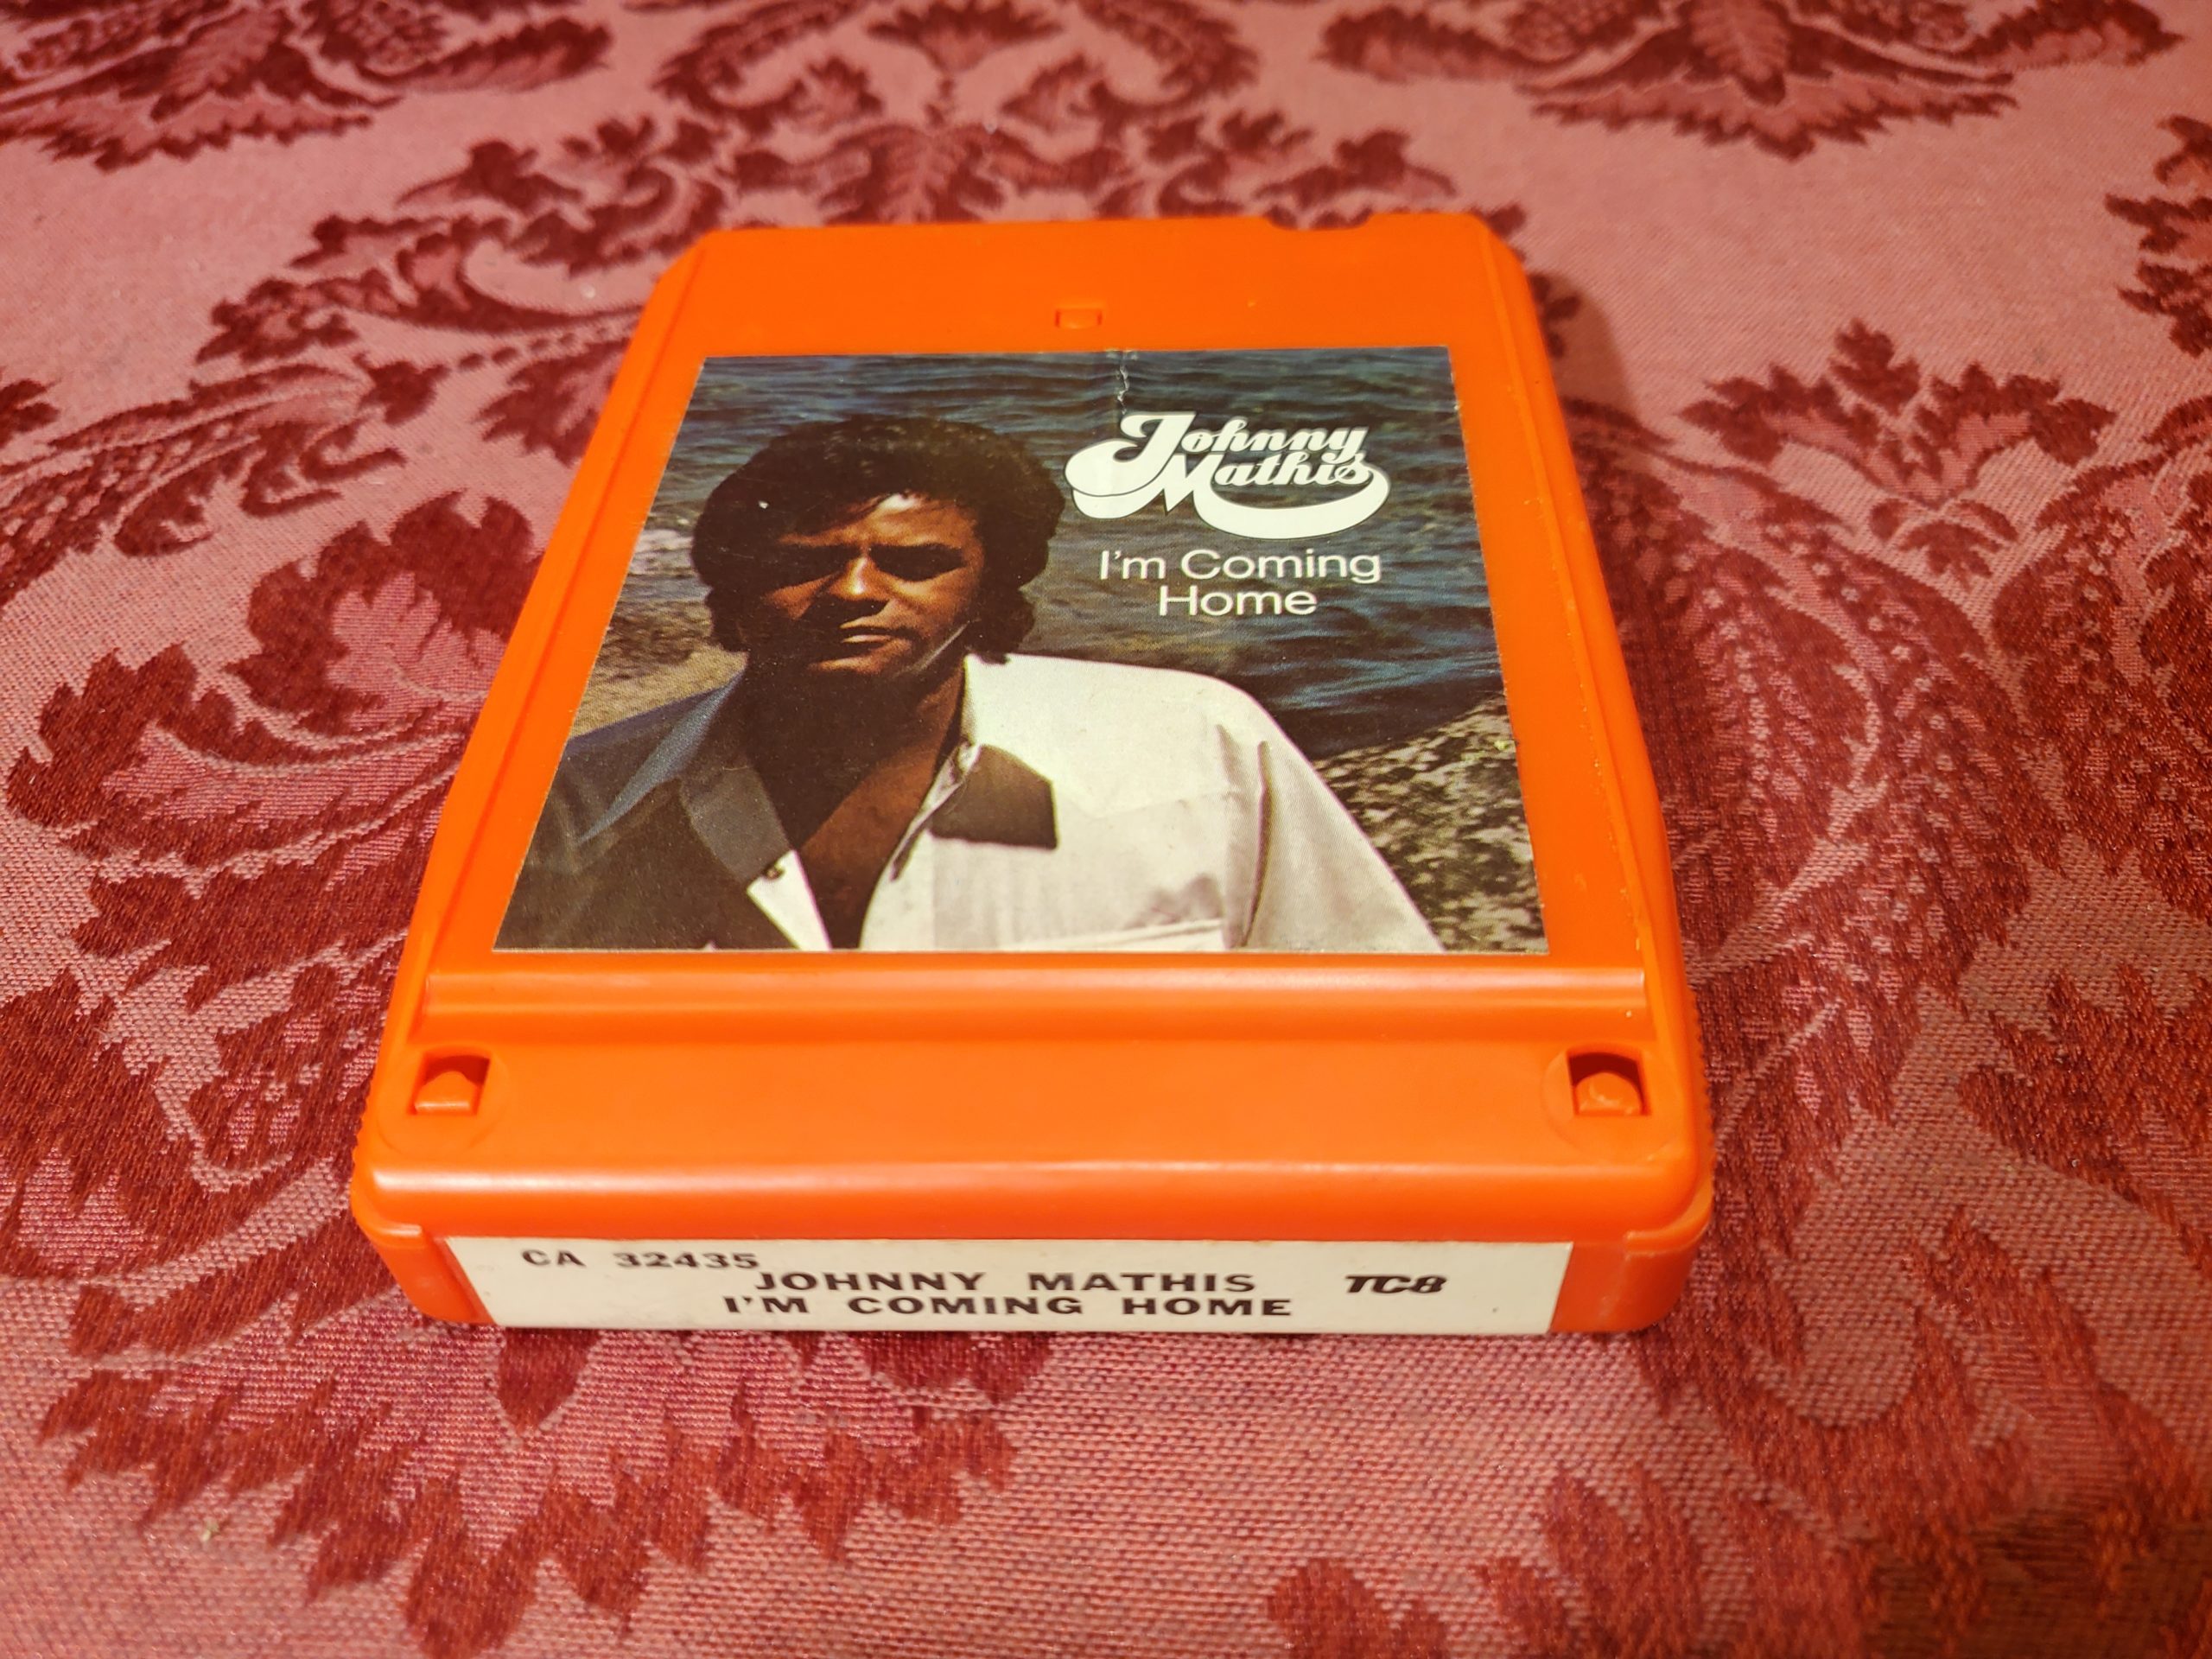 Johnny
Mathis
I'm Coming
Home
CA 32435
JOHNNY MATHIS TC8
I'M COMING HOME